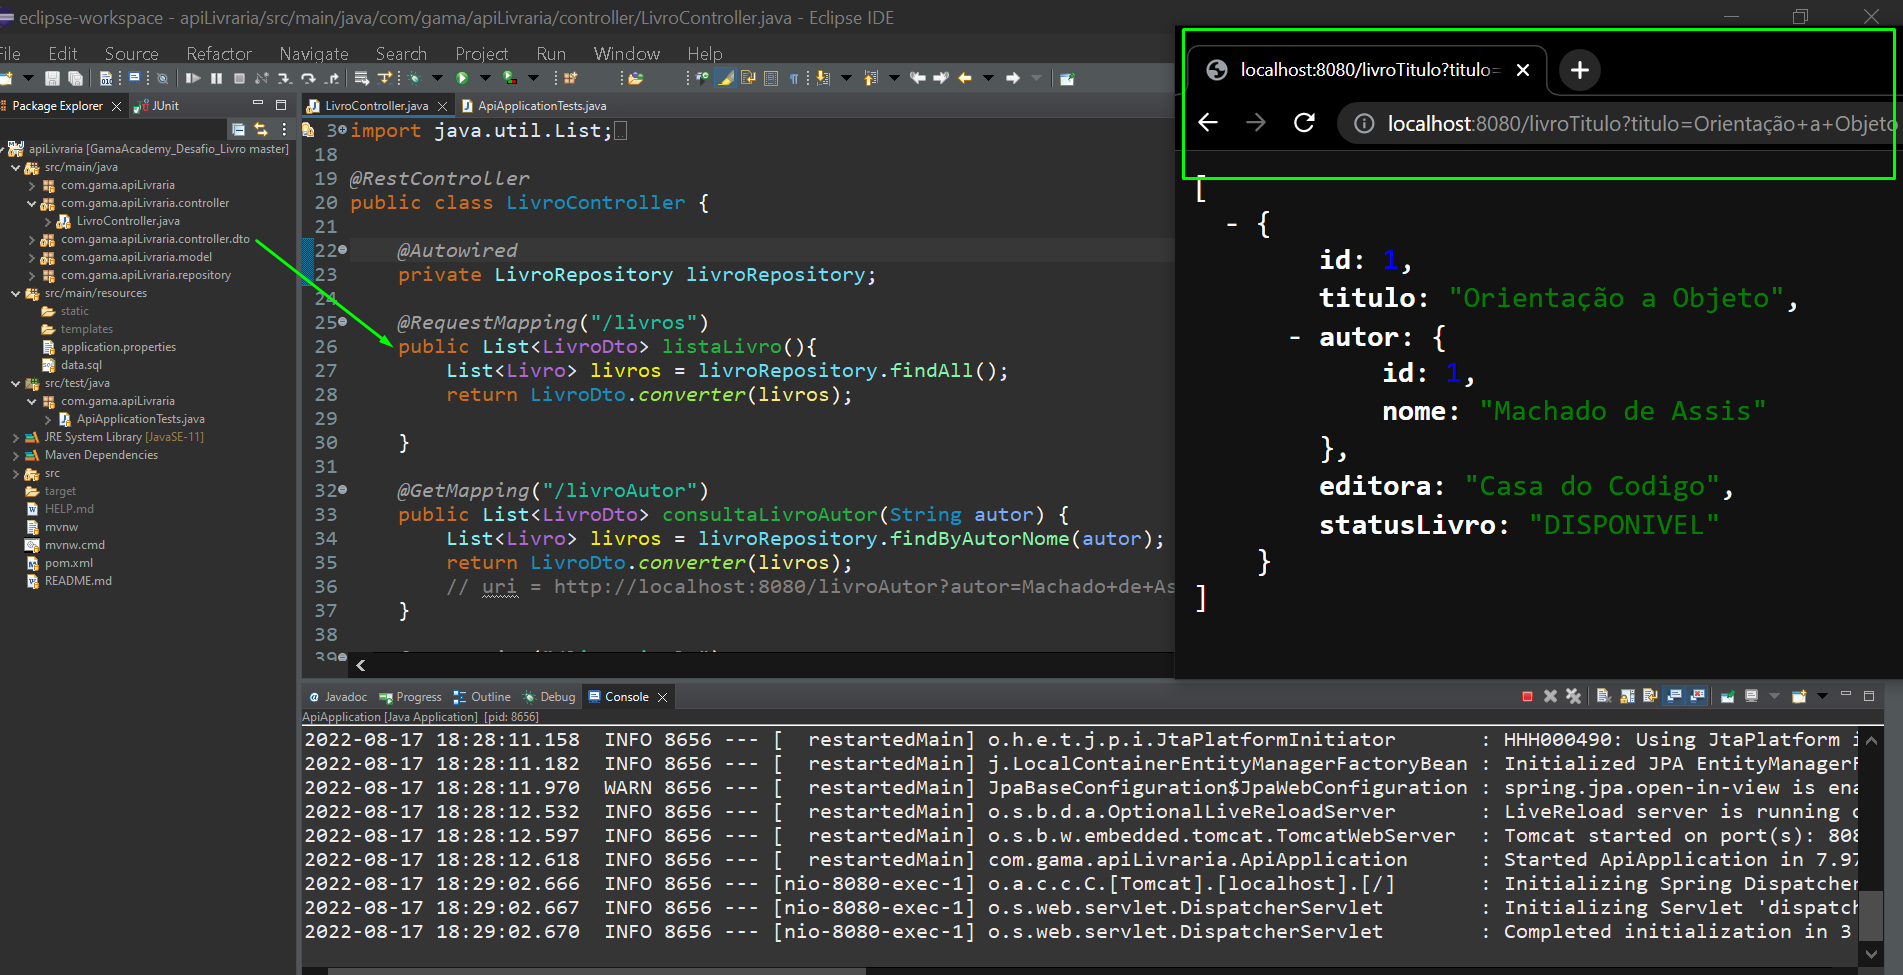 eclipse-workspace - apiLivraria/src/main/java/com/gama/apiLivraria/controller/LivroController.java - Eclipse IDE
File Edit Source Refactor Navigate Search Project Run Window Help
Package Explorer
JUnit
apiLivraria [GamaAcademy_Desafio_Livro master]
src/main/java
com.gama.apiLivraria
com.gama.apiLivraria.controller
LivroController.java
com.gama.apiLivraria.controller.dto
com.gama.apiLivraria.model
com.gama.apiLivraria.repository
src/main/resources
static
templates
application.properties
data.sql
src/test/java
com.gama.apiLivraria
ApiApplicationTests.java
JRE System Library [JavaSE-11]
Maven Dependencies
src
target
HELP.md
mvnw
mvnw.cmd
pom.xml
README.md
LivroController.java
ApiApplicationTests.java
3 import java.util.List;
18
19 @RestController
20 public class LivroController {
21
22 @Autowired
23 private LivroRepository livroRepository;
24
25 @RequestMapping("/livros")
26 public List<LivroDto> listaLivro(){
27 List<Livro> livros = livroRepository.findAll();
28 return LivroDto.converter(livros);
29
30 }
31
32 @GetMapping("/livroAutor")
33 public List<LivroDto> consultaLivroAutor(String autor) {
34 List<Livro> livros = livroRepository.findByAutorNome(autor);
35 return LivroDto.converter(livros);
36 // uri = http://localhost:8080/livroAutor?autor=Machado+de+As
37 }
38
39
localhost:8080/livroTitulo?titulo=
localhost:8080/livroTitulo?titulo=Orientação+a+Objeto
[
- {
id: 1,
titulo: "Orientação a Objeto",
- autor: {
id: 1,
nome: "Machado de Assis"
},
editora: "Casa do Codigo",
statusLivro: "DISPONIVEL"
}
]
Javadoc Progress Outline Debug Console
ApiApplication [Java Application] [pid: 8656]
2022-08-17 18:28:11.158 INFO 8656 --- [ restartedMain] o.h.e.t.j.p.i.JtaPlatformInitiator : HHH000490: Using JtaPlatform i
2022-08-17 18:28:11.182 INFO 8656 --- [ restartedMain] j.LocalContainerEntityManagerFactoryBean : Initialized JPA EntityManagerF
2022-08-17 18:28:11.970 WARN 8656 --- [ restartedMain] JpaBaseConfiguration$JpaWebConfiguration : spring.jpa.open-in-view is ena
2022-08-17 18:28:12.532 INFO 8656 --- [ restartedMain] o.s.b.d.a.OptionalLiveReloadServer : LiveReload server is running o
2022-08-17 18:28:12.597 INFO 8656 --- [ restartedMain] o.s.b.w.embedded.tomcat.TomcatWebServer : Tomcat started on port(s): 808
2022-08-17 18:28:12.618 INFO 8656 --- [ restartedMain] com.gama.apiLivraria.ApiApplication : Started ApiApplication in 7.97
2022-08-17 18:29:02.666 INFO 8656 --- [nio-8080-exec-1] o.a.c.c.C.[Tomcat].[localhost].[/] : Initializing Spring Dispatcher
2022-08-17 18:29:02.667 INFO 8656 --- [nio-8080-exec-1] o.s.web.servlet.DispatcherServlet : Initializing Servlet 'dispatch
2022-08-17 18:29:02.670 INFO 8656 --- [nio-8080-exec-1] o.s.web.servlet.DispatcherServlet : Completed initialization in 3